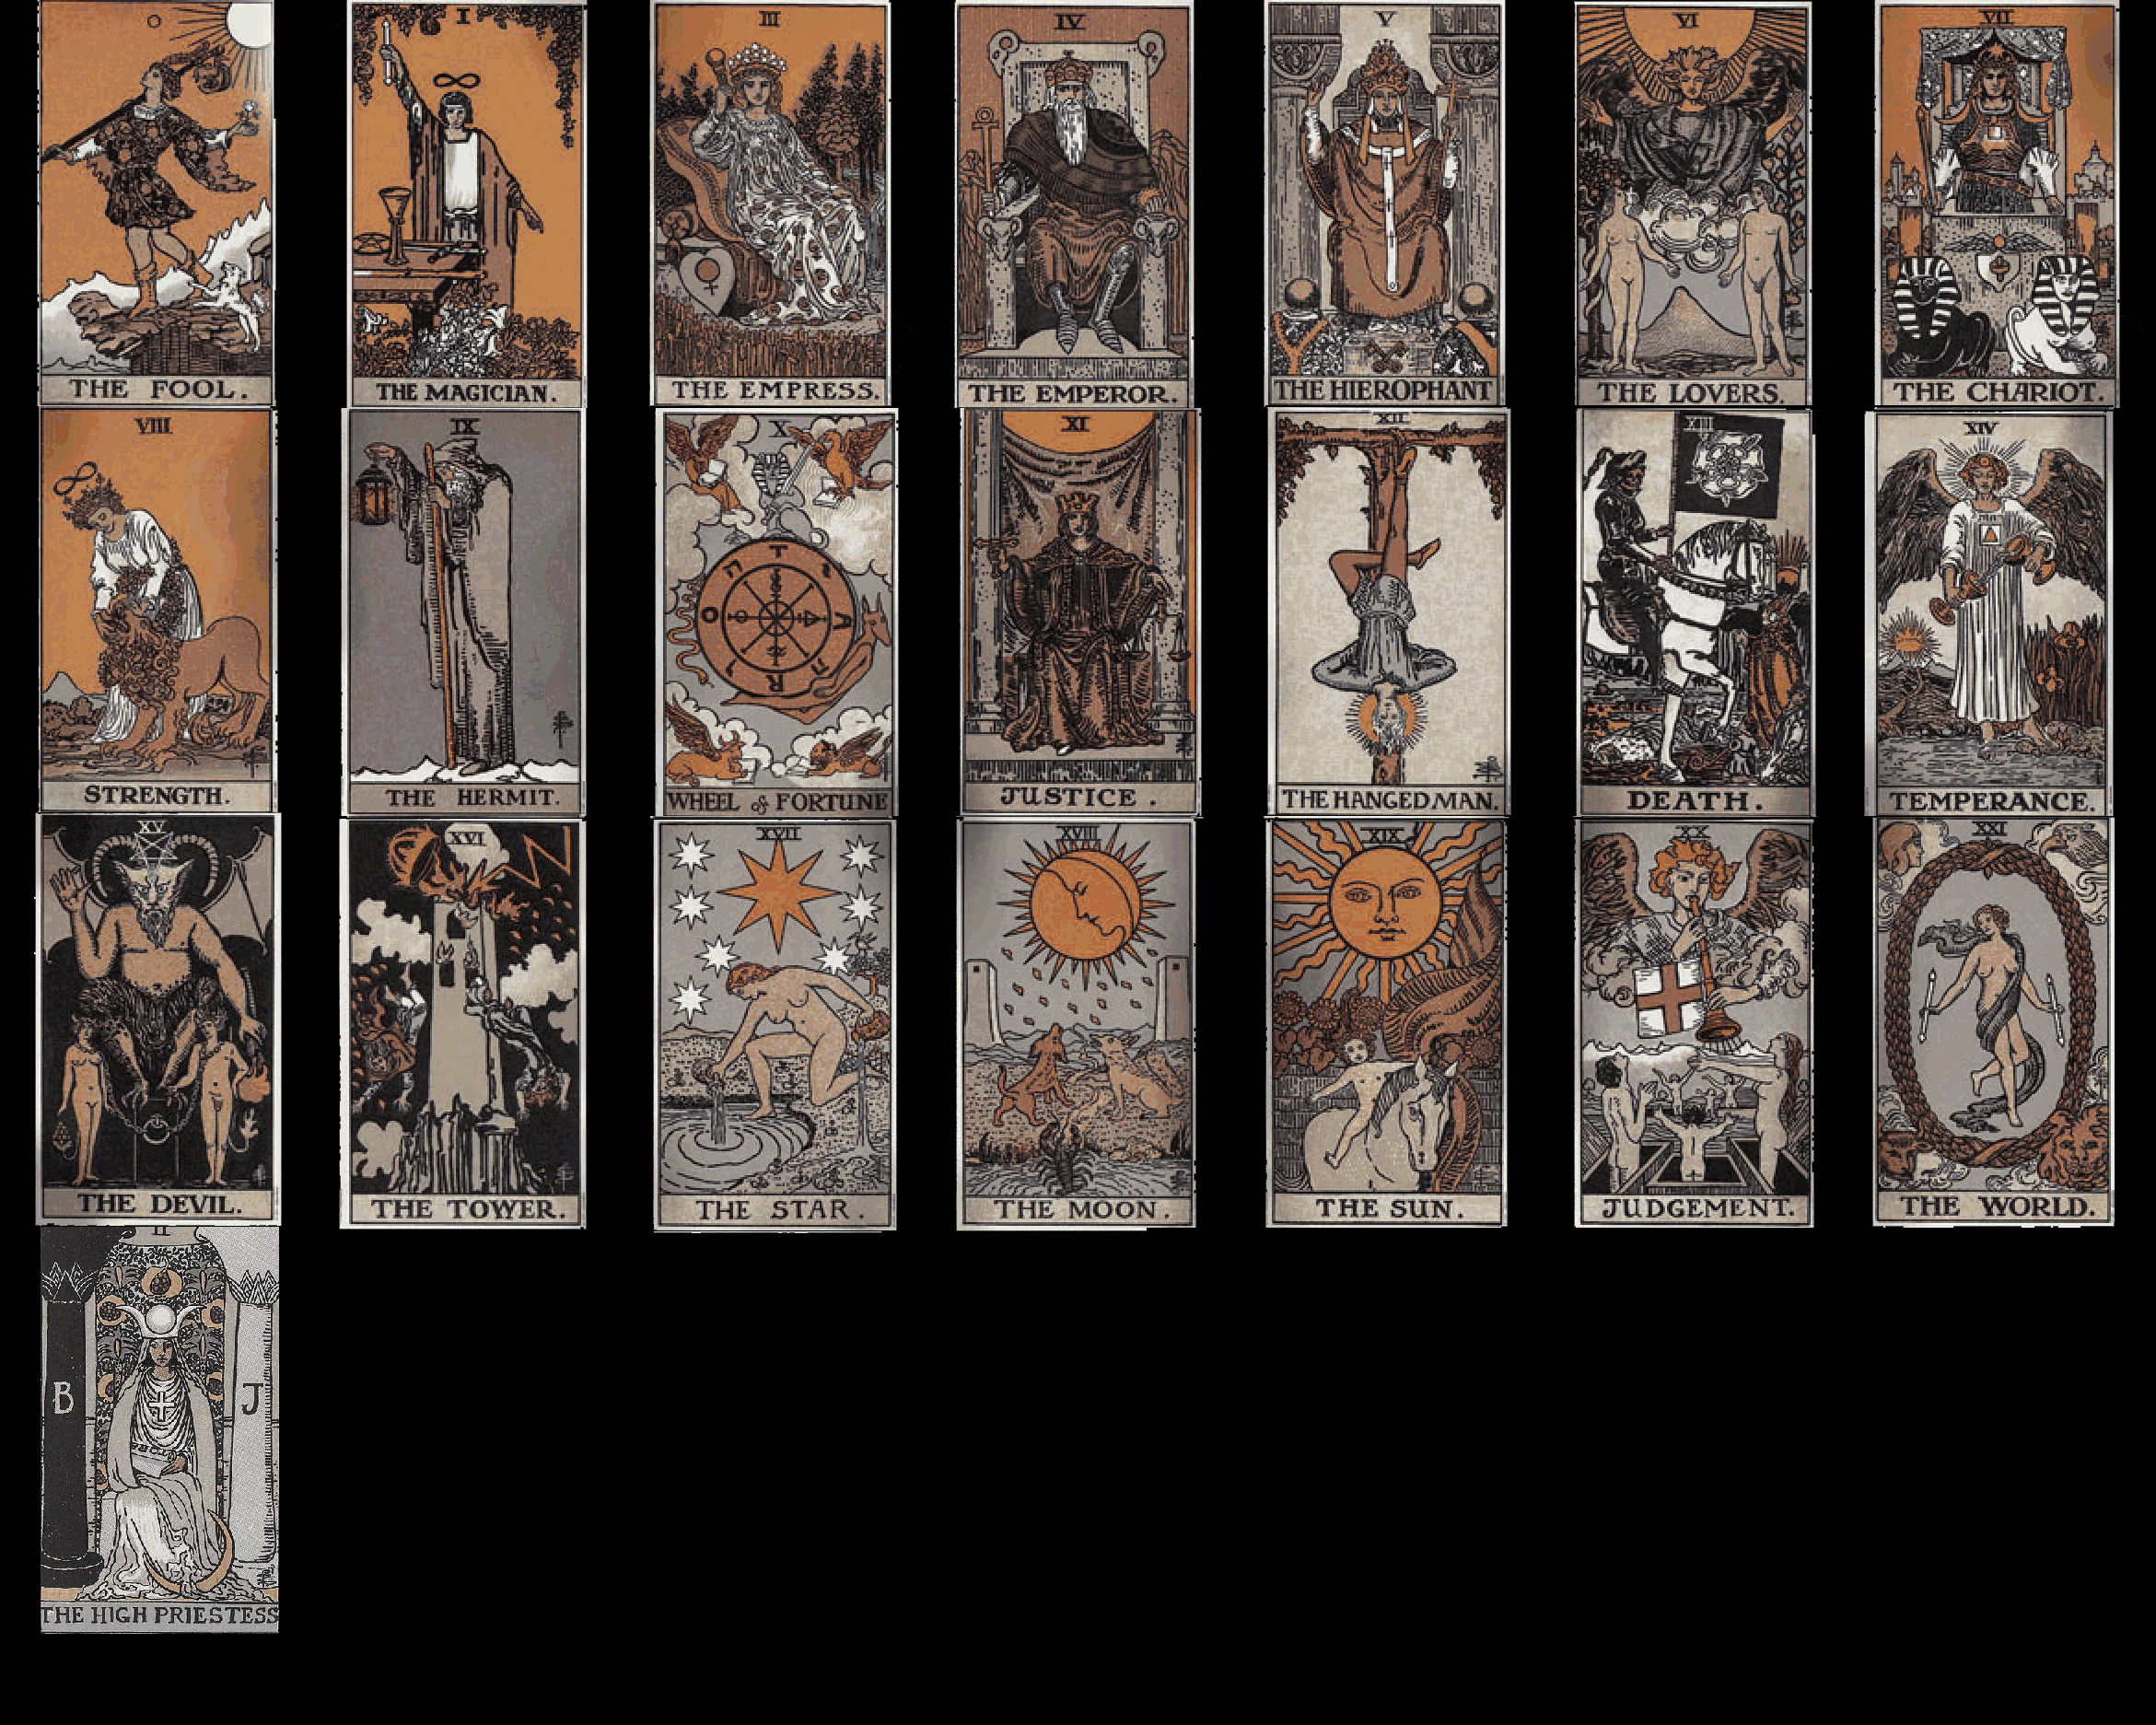 0
I
III
IV
V
VI
VII
THE FOOL.
THE MAGICIAN.
THE EMPRESS.
THE EMPEROR.
THE HIEROPHANT
THE LOVERS.
THE CHARIOT.
VIII
IX
X
XI
XII
XIII
XIV
T
A
R
O
STRENGTH.
THE HERMIT.
WHEEL of FORTUNE
JUSTICE .
THE HANGED MAN.
DEATH.
TEMPERANCE.
XV
XVI
XVII
XVIII
XIX
XX
XXI
THE DEVIL.
THE TOWER.
THE STAR .
THE MOON .
THE SUN .
JUDGEMENT.
THE WORLD.
II
B
J
THE HIGH PRIESTESS